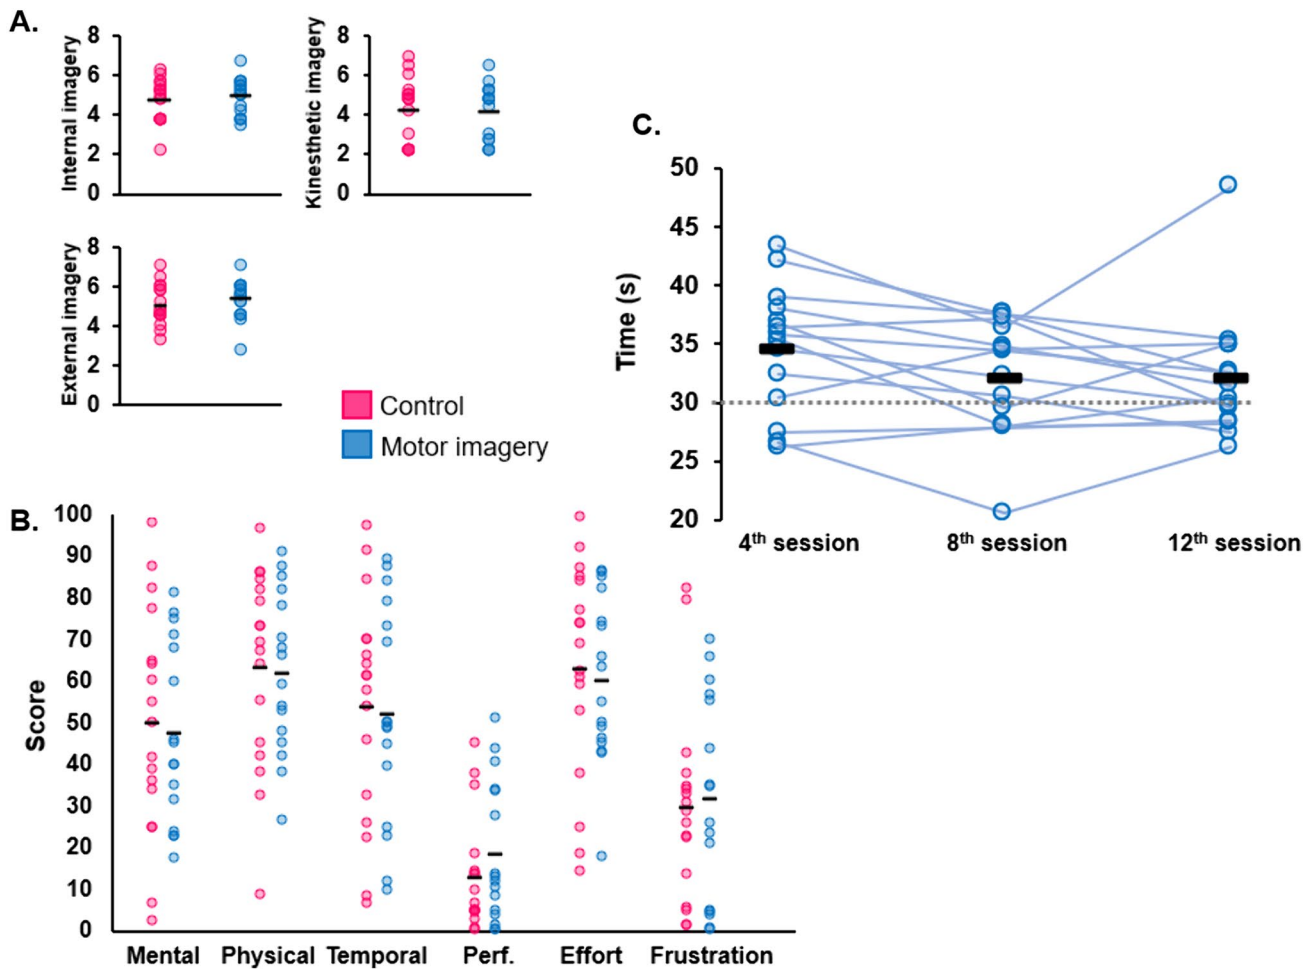 A.
Internal imagery
8
6
4
2
0
Kinesthetic imagery
8
6
4
2
0
External imagery
8
6
4
2
0
Control
Motor imagery
B.
Score
100
90
80
70
60
50
40
30
20
10
0
Mental Physical Temporal Perf. Effort Frustration
C.
Time (s)
50
45
40
35
30
25
20
4th session 8th session 12th session